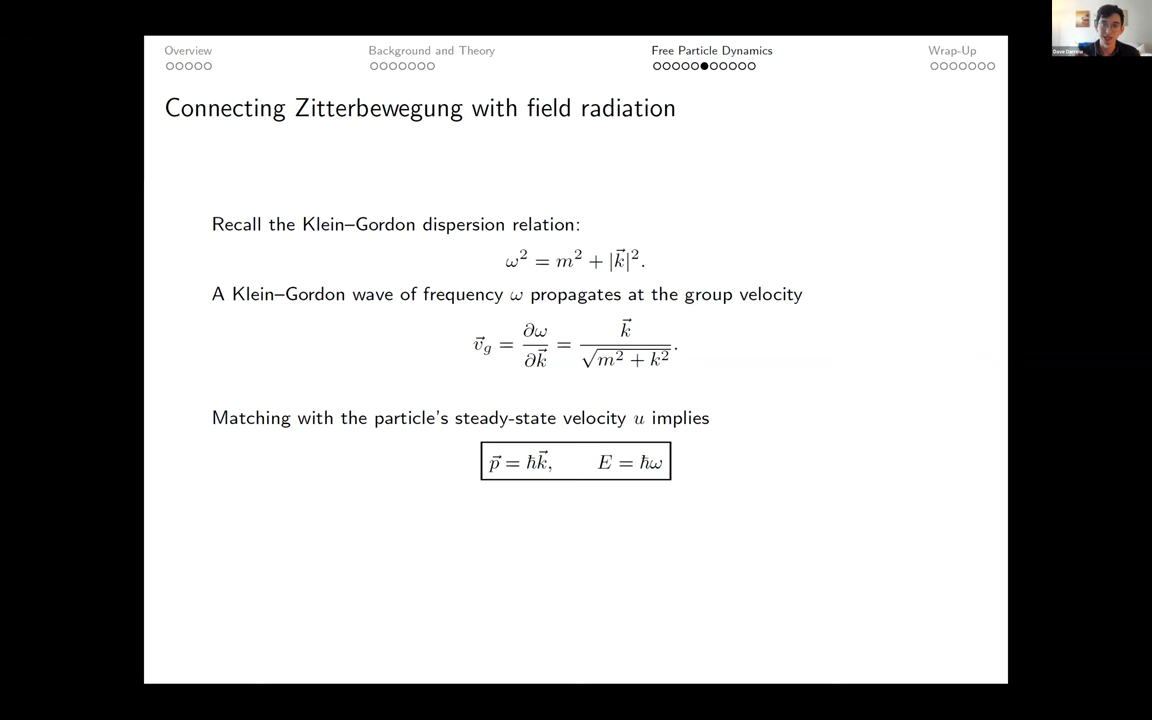 Overview Background and Theory Free Particle Dynamics Wrap-Up
Connecting Zitterbewegung with field radiation
Recall the Klein–Gordon dispersion relation:
ω² = m² + |k⃗|².
A Klein–Gordon wave of frequency ω propagates at the group velocity
v⃗_g = ∂ω/∂k⃗ = k⃗/√(m² + k²).
Matching with the particle's steady-state velocity u implies
p⃗ = ħk⃗, E = ħω
Dave Darrow